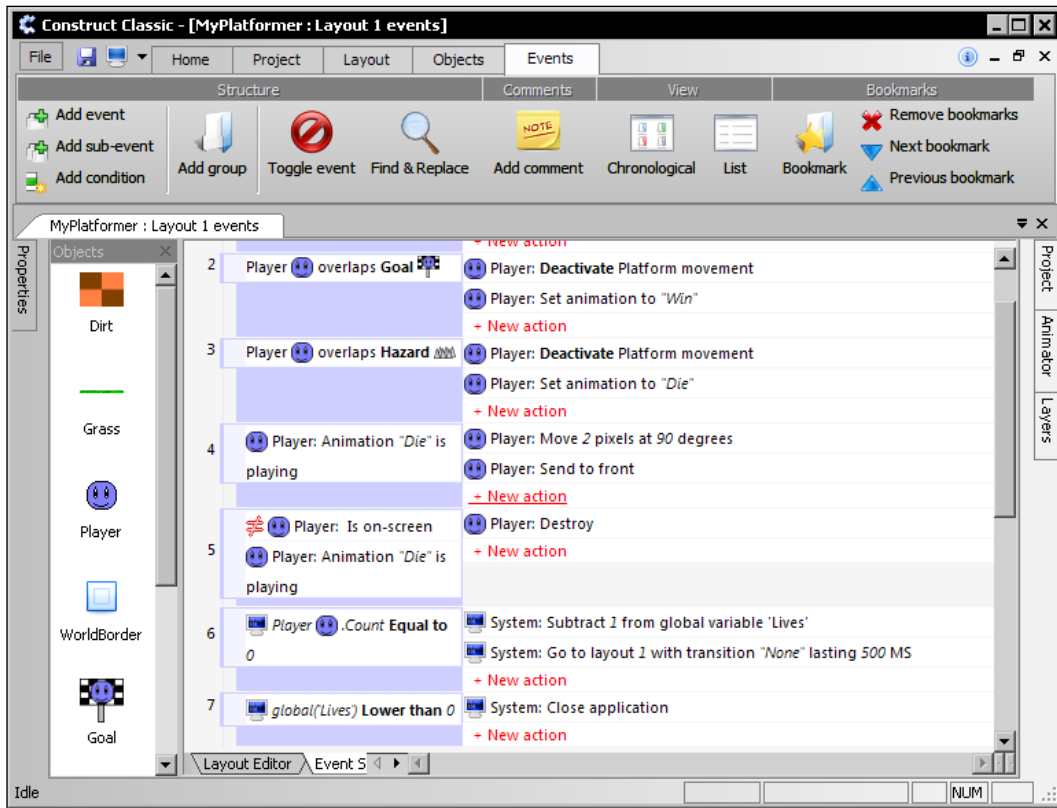 Construct Classic - [MyPlatformer : Layout 1 events]
File Home Project Layout Objects Events
Structure Comments View Bookmarks
Add event
Add sub-event
Add condition
Add group
Toggle event
Find & Replace
NOTE
Add comment
Chronological
List
Bookmark
Remove bookmarks
Next bookmark
Previous bookmark
MyPlatformer : Layout 1 events
Properties
Objects
Dirt
Grass
Player
WorldBorder
Goal
+ New action
2 Player overlaps Goal
Player: Deactivate Platform movement
Player: Set animation to "Win"
+ New action
3 Player overlaps Hazard
Player: Deactivate Platform movement
Player: Set animation to "Die"
+ New action
4 Player: Animation "Die" is
playing
Player: Move 2 pixels at 90 degrees
Player: Send to front
+ New action
5 Player: Is on-screen
Player: Animation "Die" is
playing
Player: Destroy
+ New action
6 Player .Count Equal to
0
System: Subtract 1 from global variable 'Lives'
System: Go to layout 1 with transition "None" lasting 500 MS
+ New action
7 global('Lives') Lower than 0
System: Close application
+ New action
Project
Animator
Layers
Layout Editor Event S
Idle
NUM